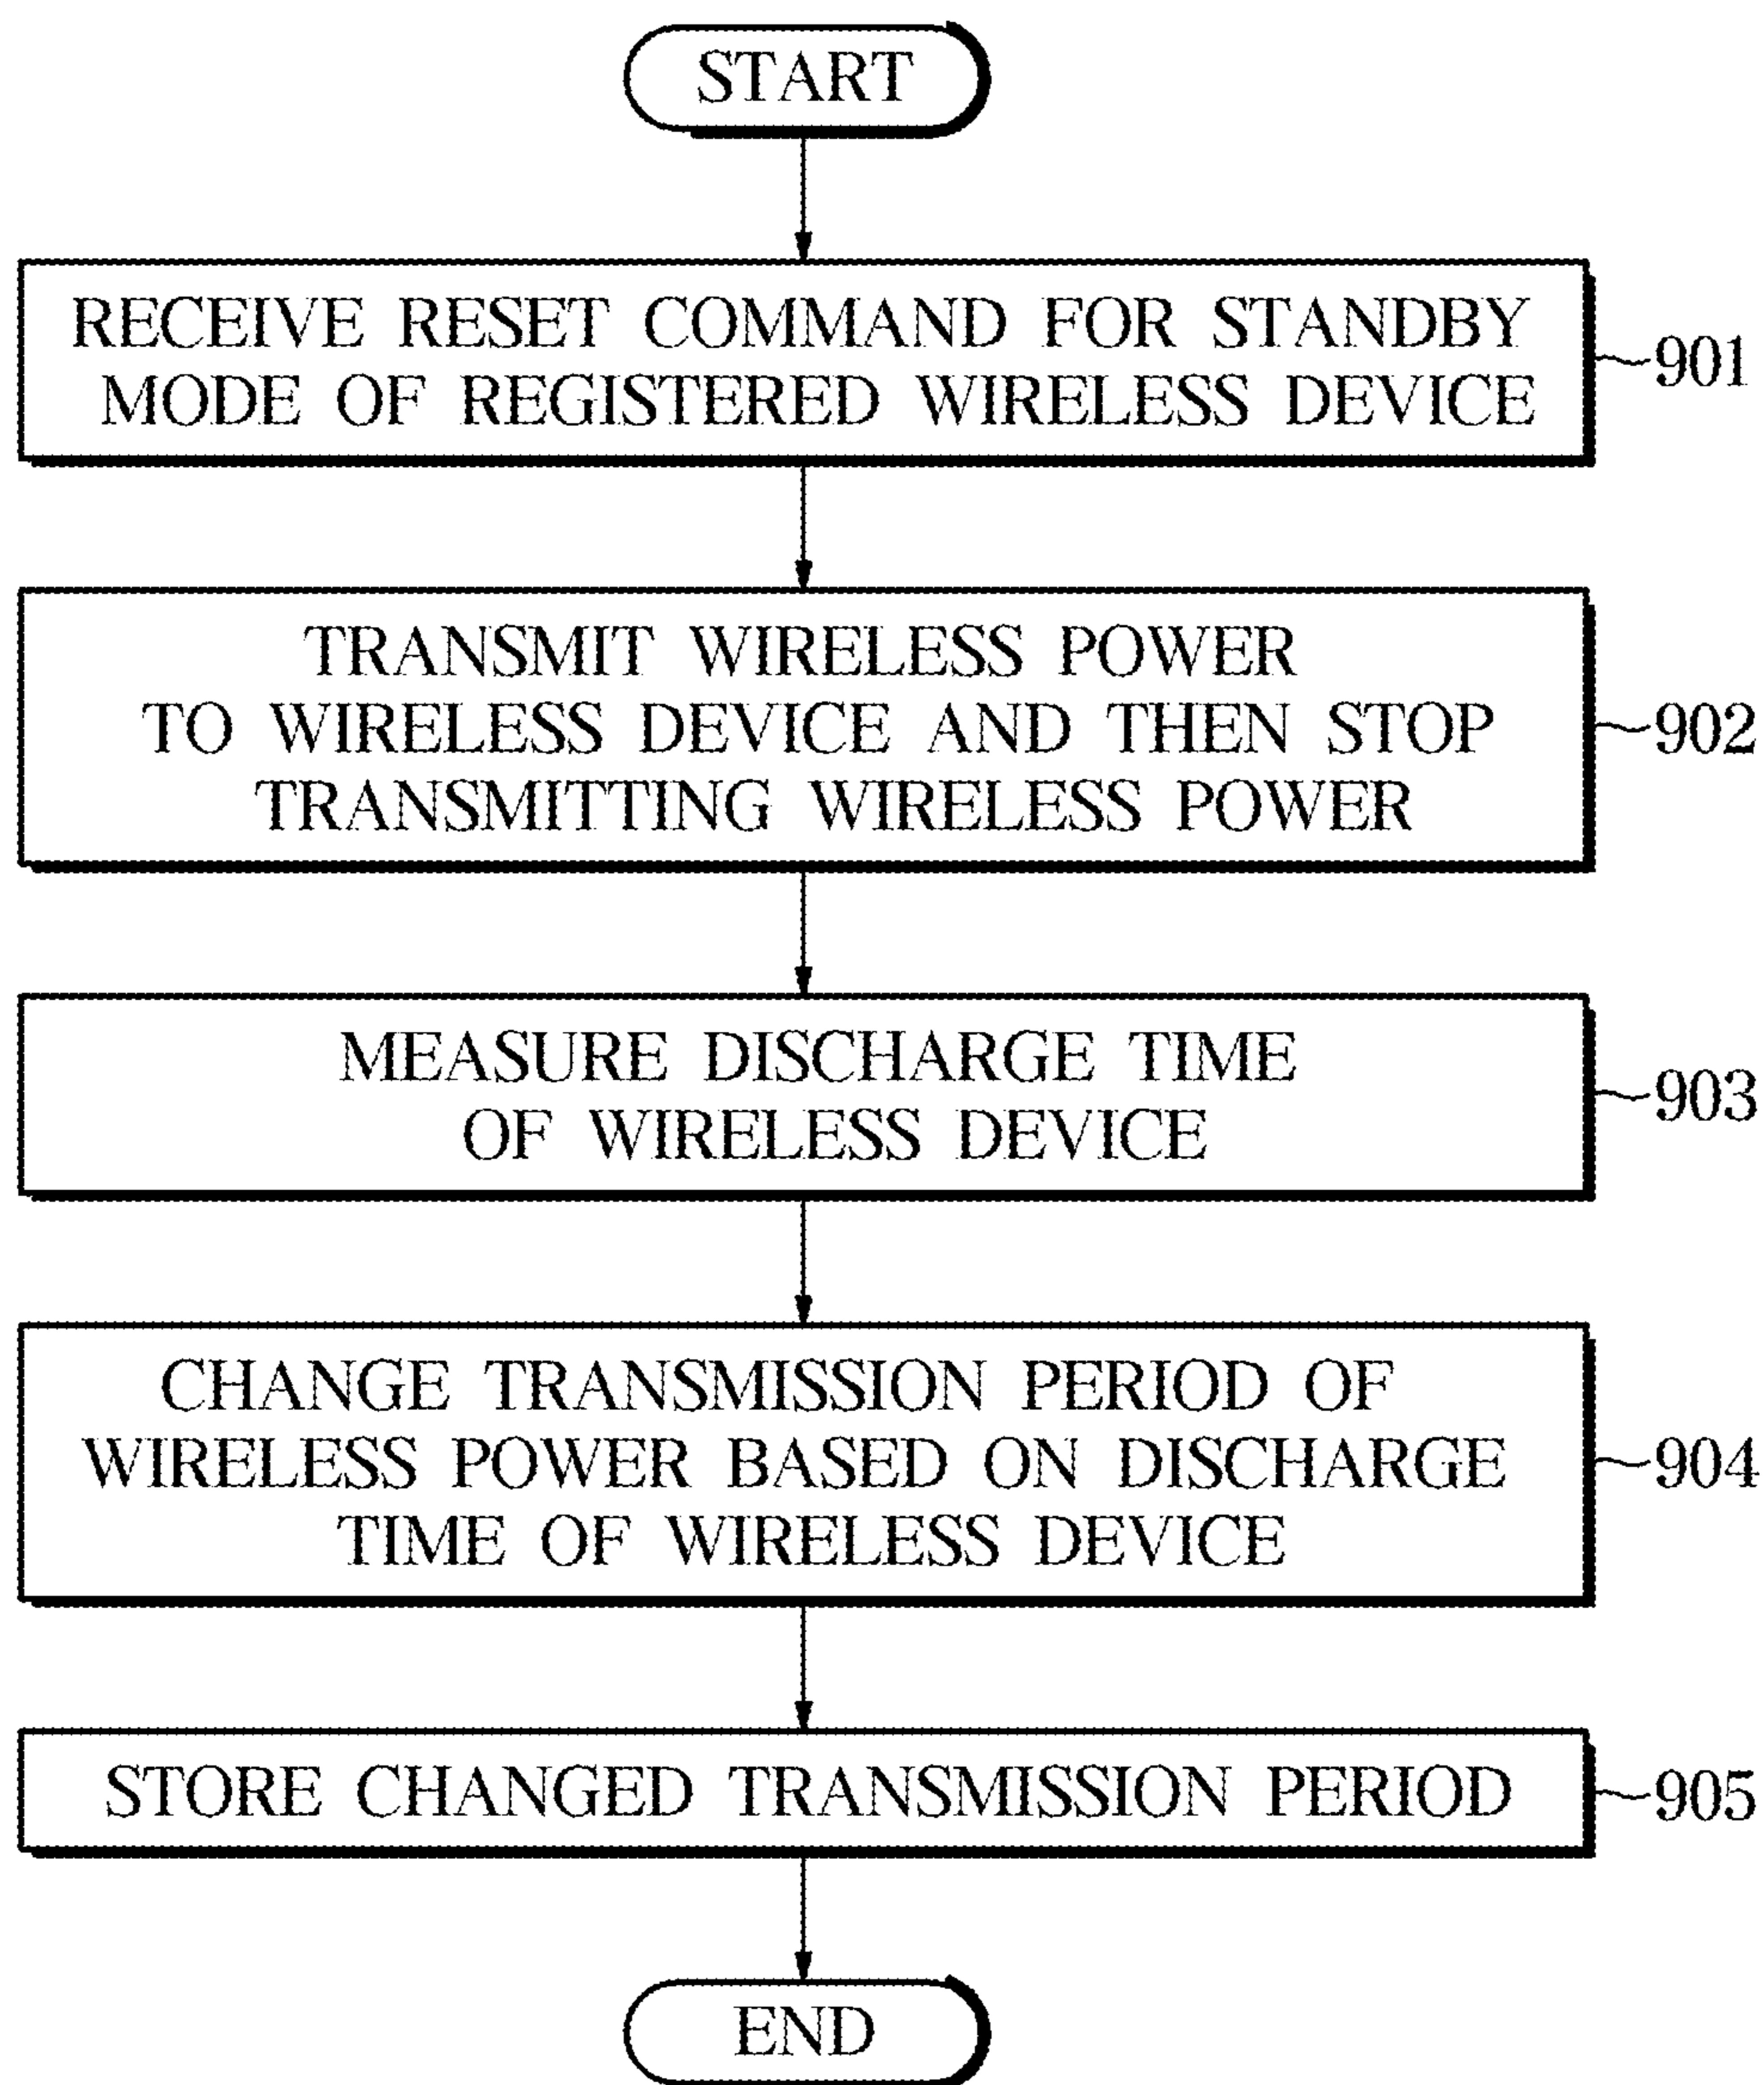 START
RECEIVE RESET COMMAND FOR STANDBY
MODE OF REGISTERED WIRELESS DEVICE
901
TRANSMIT WIRELESS POWER
TO WIRELESS DEVICE AND THEN STOP
TRANSMITTING WIRELESS POWER
902
MEASURE DISCHARGE TIME
OF WIRELESS DEVICE
903
CHANGE TRANSMISSION PERIOD OF
WIRELESS POWER BASED ON DISCHARGE
TIME OF WIRELESS DEVICE
904
STORE CHANGED TRANSMISSION PERIOD
905
END